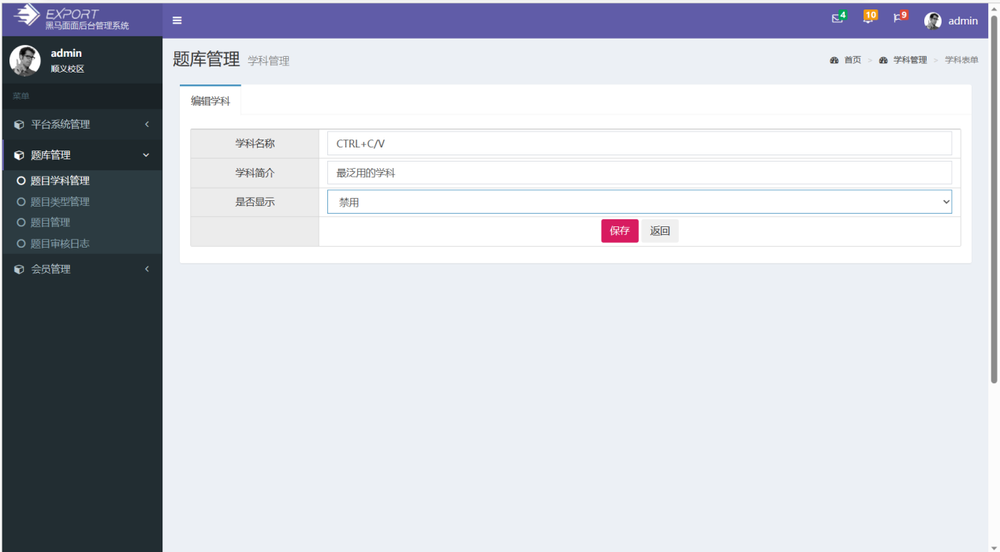 EXPORT
黑马面面后台管理系统
4
10
9
admin
admin
顺义校区
菜单
平台系统管理
题库管理
题目学科管理
题目类型管理
题目管理
题目审核日志
会员管理
题库管理 学科管理
首页 > 学科管理 > 学科表单
编辑学科
学科名称 CTRL+C/V
学科简介 最泛用的学科
是否显示 禁用
保存 返回